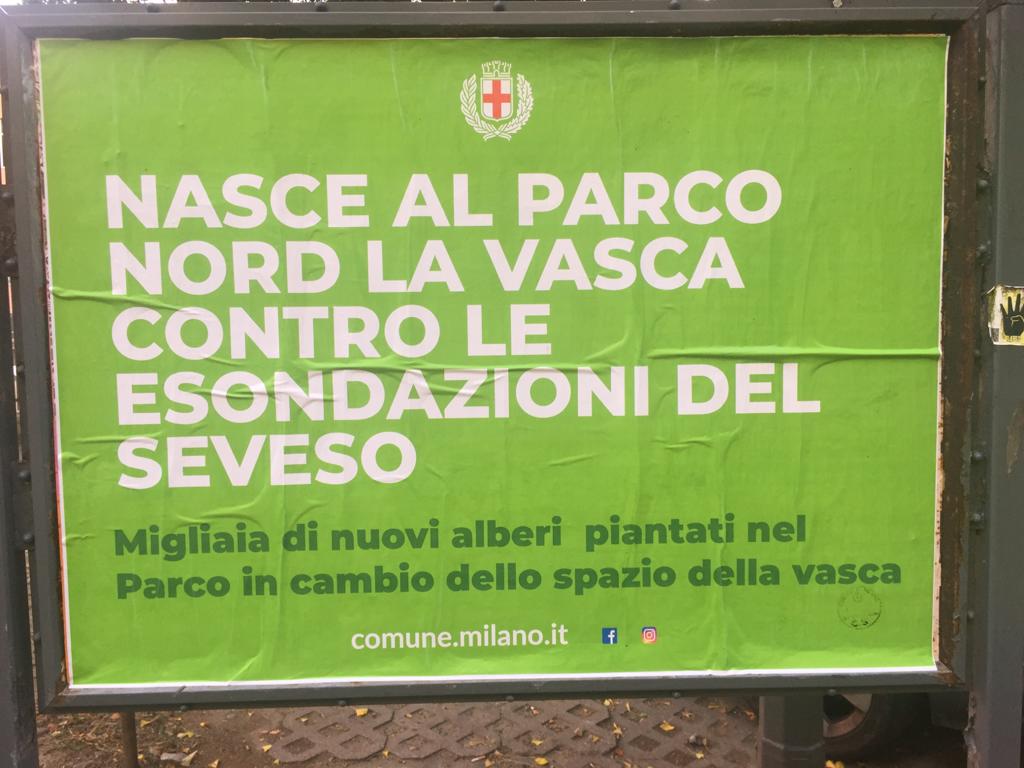 NASCE AL PARCO
NORD LA VASCA
CONTRO LE
ESONDAZIONI DEL
SEVESO
Migliaia di nuovi alberi piantati nel
Parco in cambio dello spazio della vasca
comune.milano.it